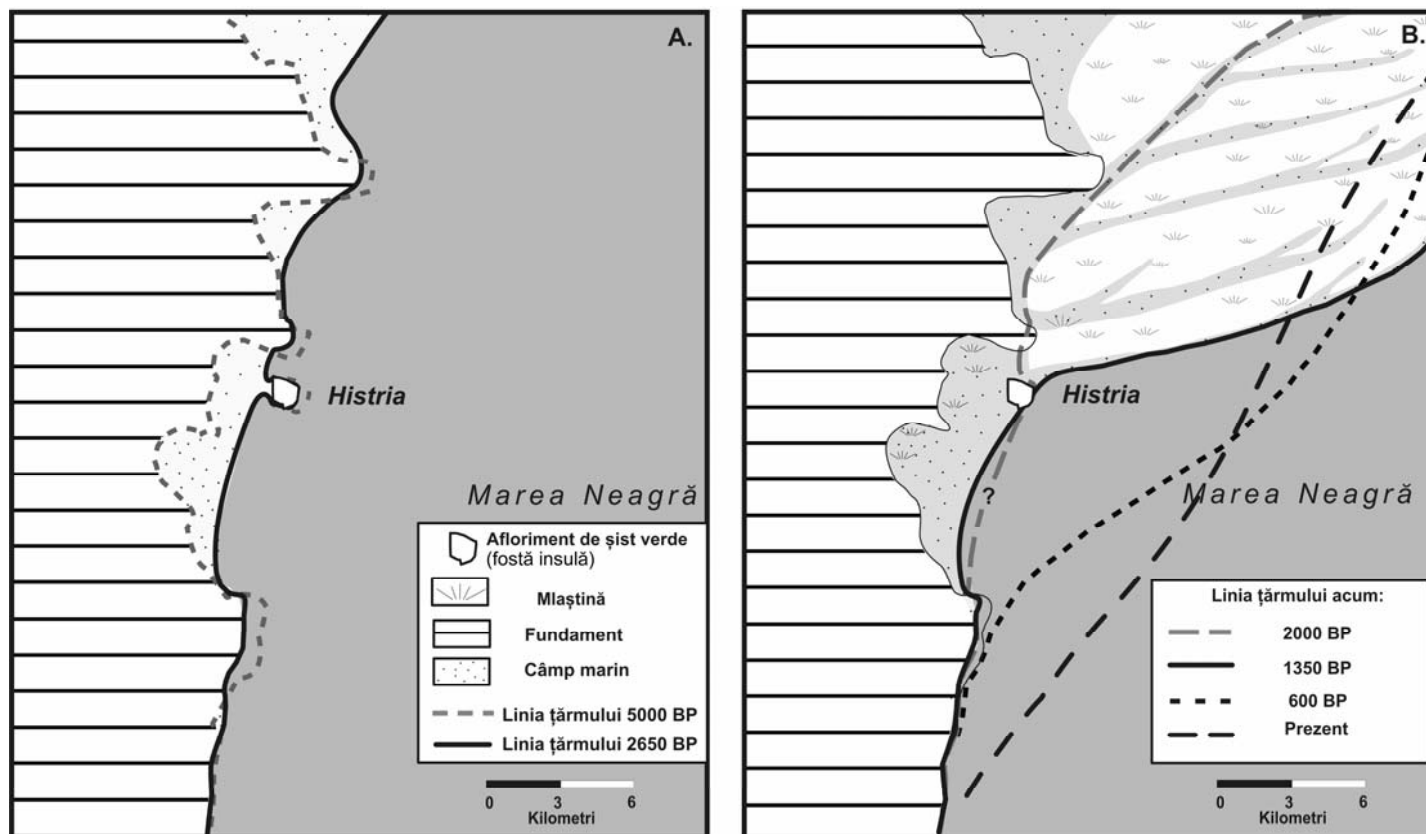 A.
Histria
Marea Neagră
Afloriment de șist verde
(fostă insulă)
Mlaștină
Fundament
Câmp marin
Linia țărmului 5000 BP
Linia țărmului 2650 BP
0 3 6
Kilometri
B.
Histria
?
Marea Neagră
Linia țărmului acum:
2000 BP
1350 BP
600 BP
Prezent
0 3 6
Kilometri